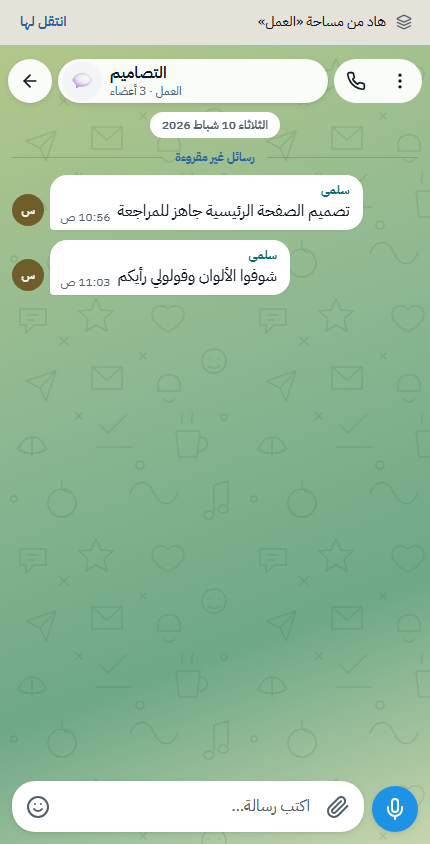 هاد من مساحة «العمل»
انتقل لها
التصاميم
العمل · 3 أعضاء
الثلاثاء 10 شباط 2026
رسائل غير مقروءة
سلمى
تصميم الصفحة الرئيسية جاهز للمراجعة 10:56 ص
س
سلمى
شوفوا الألوان وقولولي رأيكم 11:03 ص
س
اكتب رسالة...